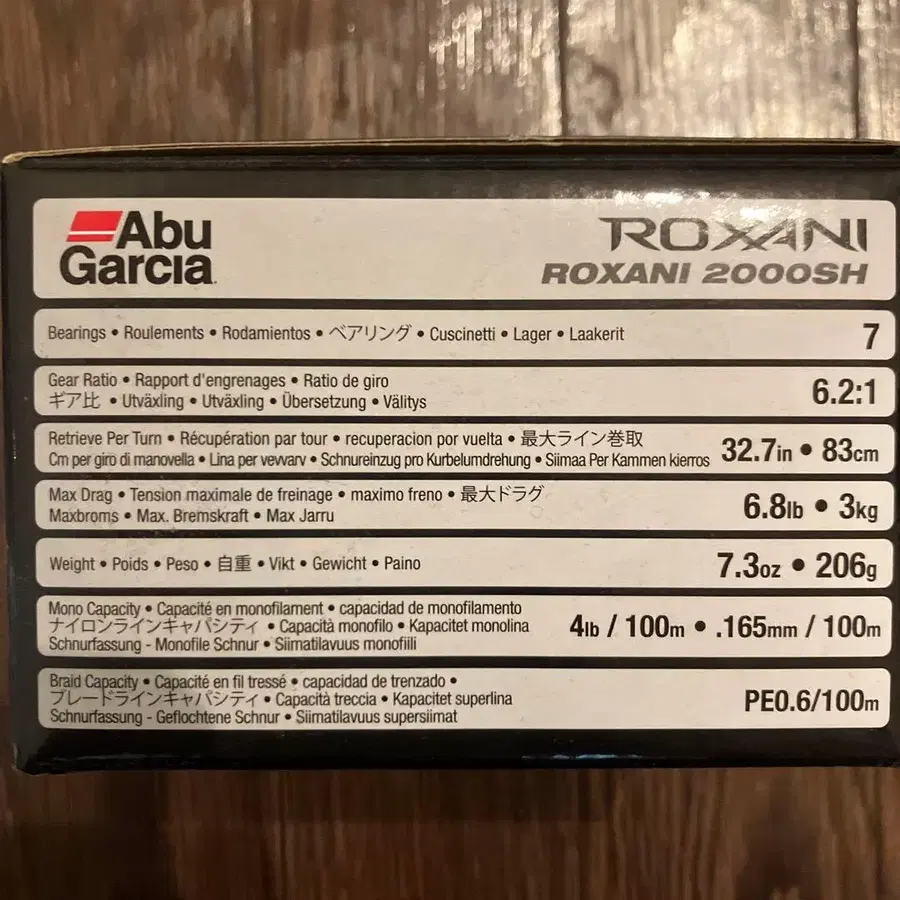 Abu
Garcia
ROXANI
ROXANI 2000SH
Bearings • Roulements • Rodamientos • ベアリング • Cuscinetti • Lager • Laakerit
7
Gear Ratio • Rapport d'engrenages • Ratio de giro
ギア比 • Utväxling • Utväxling • Übersetzung • Välitys
6.2:1
Retrieve Per Turn • Récupération par tour • recuperacion por vuelta • 最大ライン巻取
Cm per giro di manovella • Lina per vevvarv • Schnureinzug pro Kurbelumdrehung • Siimaa Per Kammen kierros
32.7in • 83cm
Max Drag • Tension maximale de freinage • maximo freno • 最大ドラグ
Maxbroms • Max. Bremskraft • Max Jarru
6.8lb • 3kg
Weight • Poids • Peso • 自重 • Vikt • Gewicht • Paino
7.3oz • 206g
Mono Capacity • Capacité en monofilament • capacidad de monofilamento
ナイロンラインキャパシティ • Capacità monofilo • Kapacitet monolina
Schnurfassung - Monofile Schnur • Siimatilavuus monofiili
4lb / 100m • .165mm / 100m
Braid Capacity • Capacité en fil tressé • capacidad de trenzado •
ブレードラインキャパシティ • Capacità treccia • Kapacitet superlina
Schnurfassung - Geflochtene Schnur • Siimatilavuus supersiimat
PE0.6/100m